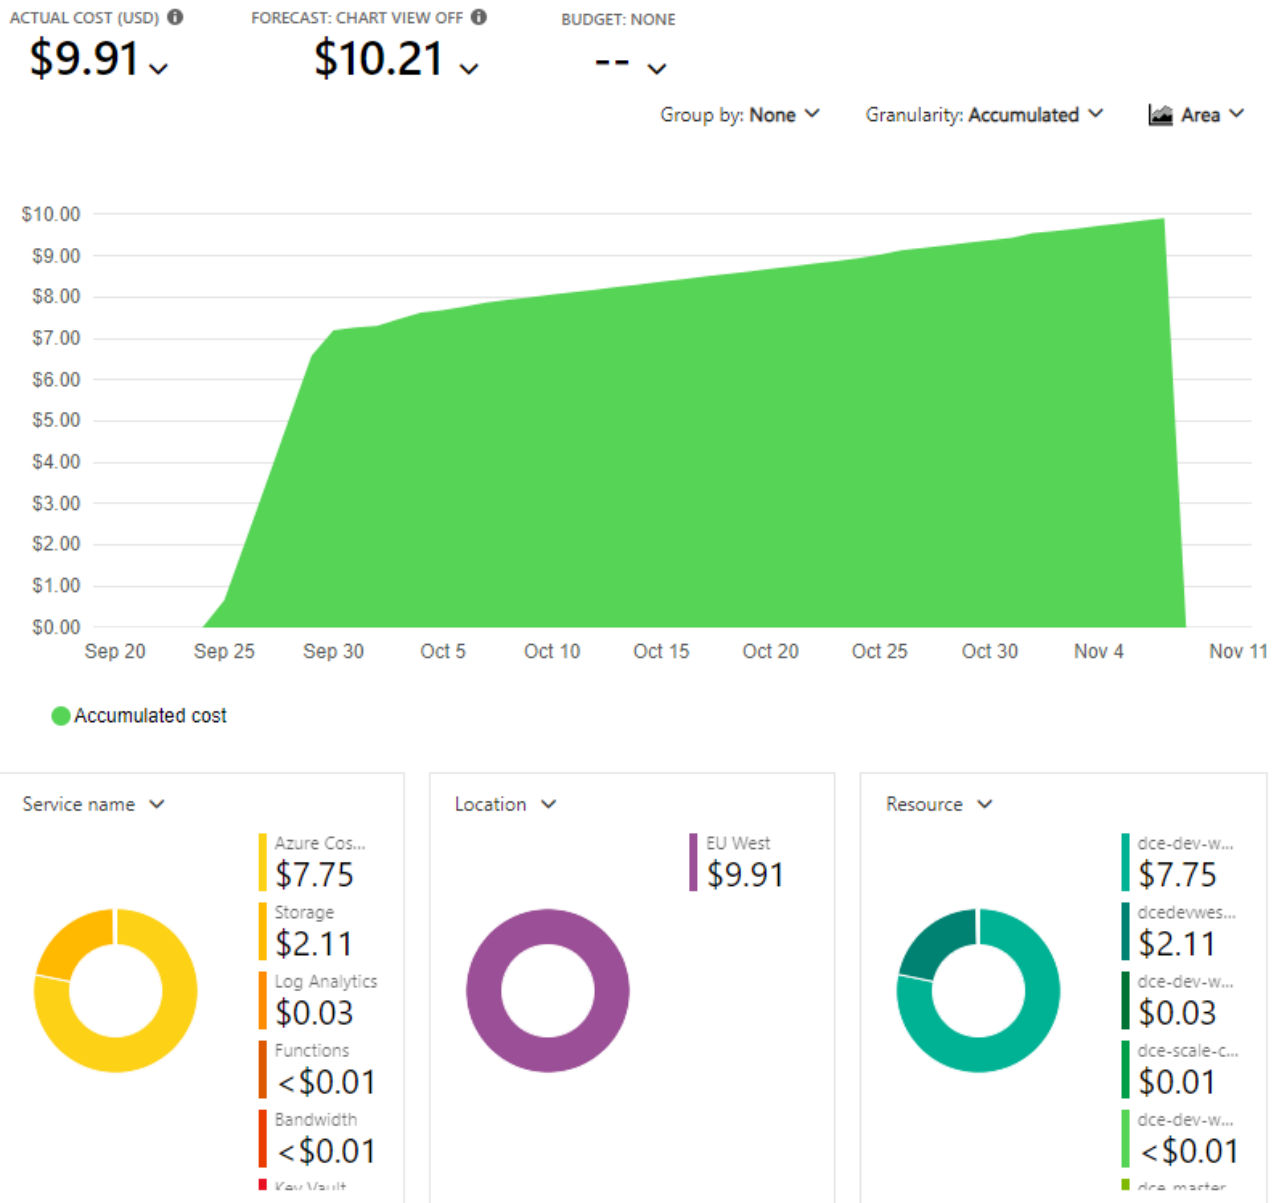 ACTUAL COST (USD)
$9.91
FORECAST: CHART VIEW OFF
$10.21
BUDGET: NONE
--
Group by: None
Granularity: Accumulated
Area
$10.00
$9.00
$8.00
$7.00
$6.00
$5.00
$4.00
$3.00
$2.00
$1.00
$0.00
Sep 20
Sep 25
Sep 30
Oct 5
Oct 10
Oct 15
Oct 20
Oct 25
Oct 30
Nov 4
Nov 11
Accumulated cost
Service name
Azure Cos...
$7.75
Storage
$2.11
Log Analytics
$0.03
Functions
<$0.01
Bandwidth
<$0.01
Key Vault
Location
EU West
$9.91
Resource
dce-dev-w...
$7.75
dcedevwes...
$2.11
dce-dev-w...
$0.03
dce-scale-c...
$0.01
dce-dev-w...
<$0.01
dce-master